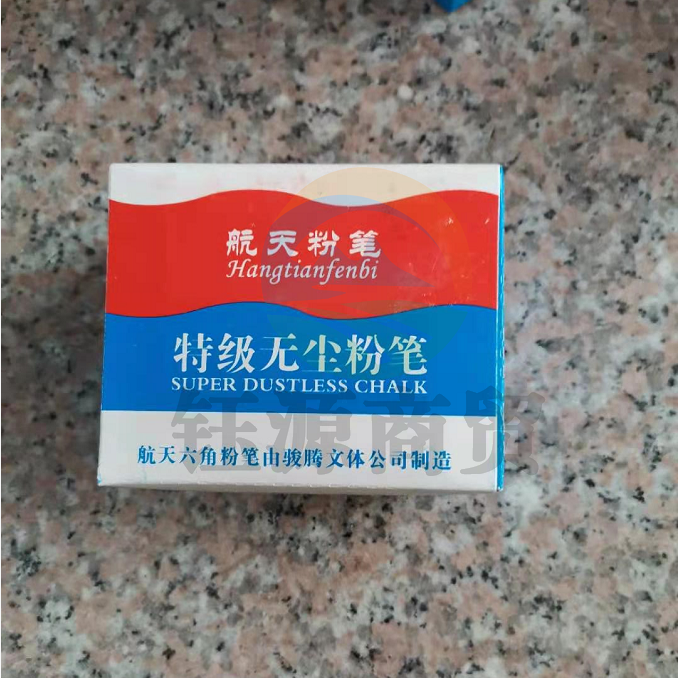 航天粉笔
Hangtianfenbi
特级无尘粉笔
SUPER DUSTLESS CHALK
钰源商贸
航天六角粉笔由骏腾文体公司制造